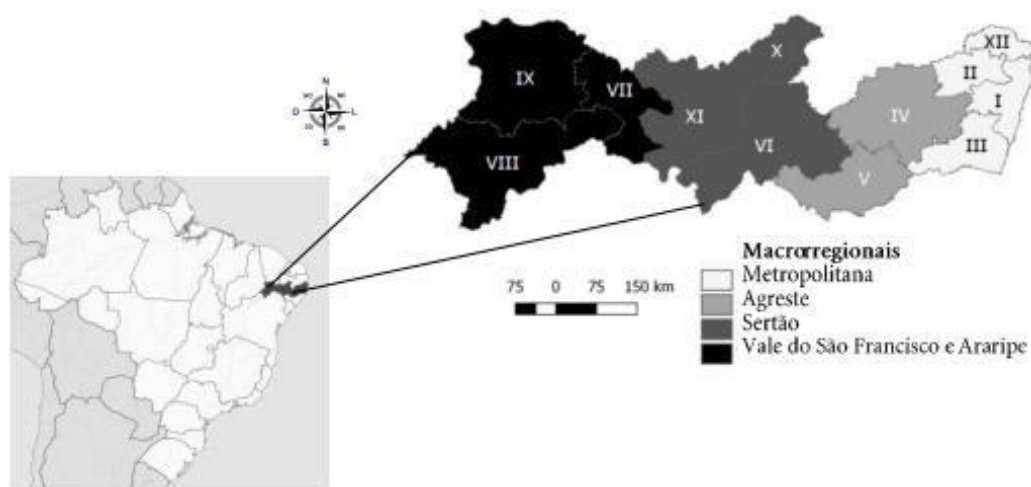 XII
II
I
III
IV
V
X
XI
VI
VII
IX
VIII
N
O
L
S
Macrorregionais
Metropolitana
Agreste
Sertão
Vale do São Francisco e Araripe
75 0 75 150 km